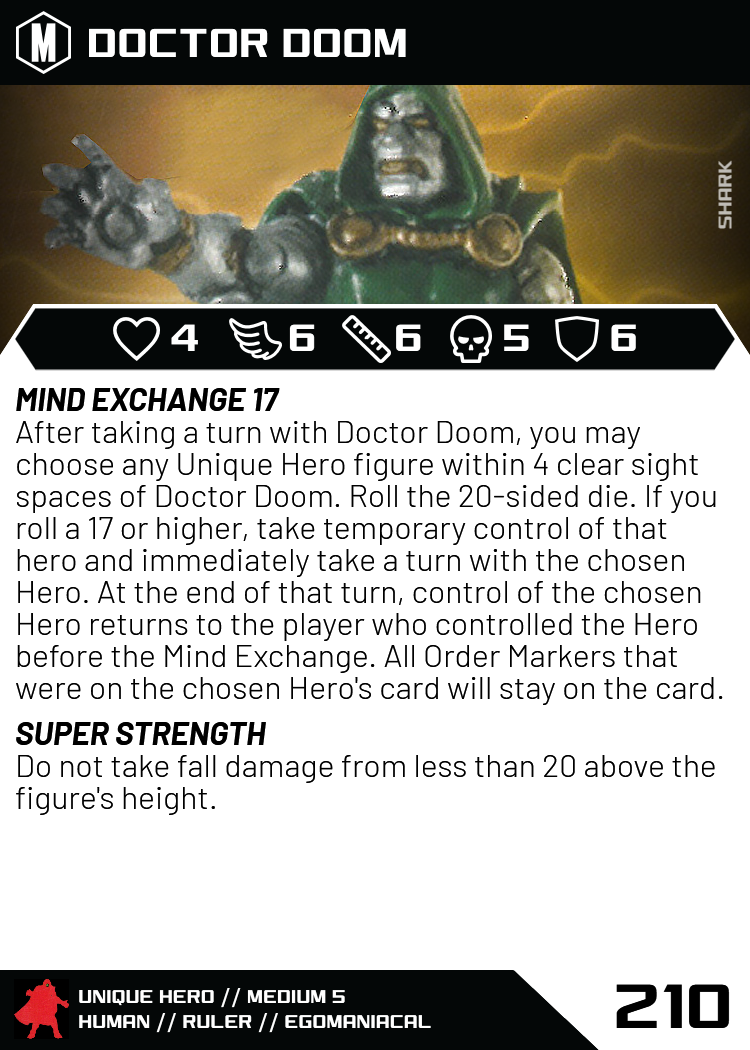 M DOCTOR DOOM
SHARK
4 6 6 5 6
MIND EXCHANGE 17
After taking a turn with Doctor Doom, you may
choose any Unique Hero figure within 4 clear sight
spaces of Doctor Doom. Roll the 20-sided die. If you
roll a 17 or higher, take temporary control of that
hero and immediately take a turn with the chosen
Hero. At the end of that turn, control of the chosen
Hero returns to the player who controlled the Hero
before the Mind Exchange. All Order Markers that
were on the chosen Hero's card will stay on the card.
SUPER STRENGTH
Do not take fall damage from less than 20 above the
figure's height.
UNIQUE HERO // MEDIUM 5
HUMAN // RULER // EGOMANIACAL
210